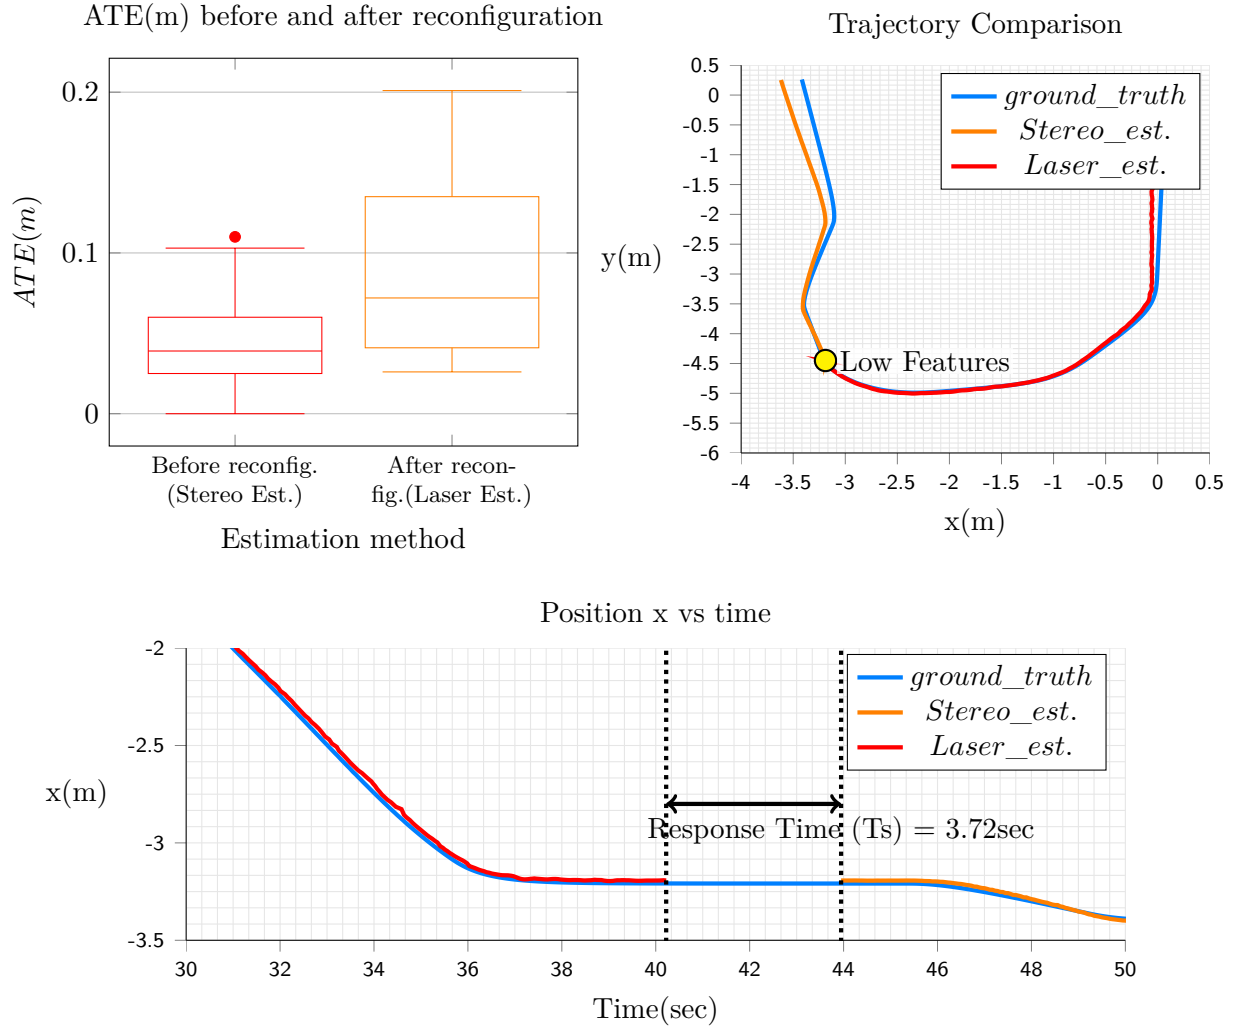 ATE(m) before and after reconfiguration
0.2
0.1
0
ATE(m)
Before reconfig.
(Stereo Est.)
After recon-
fig.(Laser Est.)
Estimation method
Trajectory Comparison
ground_truth
Stereo_est.
Laser_est.
0.5
0
-0.5
-1
-1.5
-2
-2.5
-3
-3.5
-4
-4.5
-5
-5.5
-6
y(m)
Low Features
-4 -3.5 -3 -2.5 -2 -1.5 -1 -0.5 0 0.5
x(m)
Position x vs time
ground_truth
Stereo_est.
Laser_est.
-2
-2.5
-3
-3.5
x(m)
Response Time (Ts) = 3.72sec
30 32 34 36 38 40 42 44 46 48 50
Time(sec)